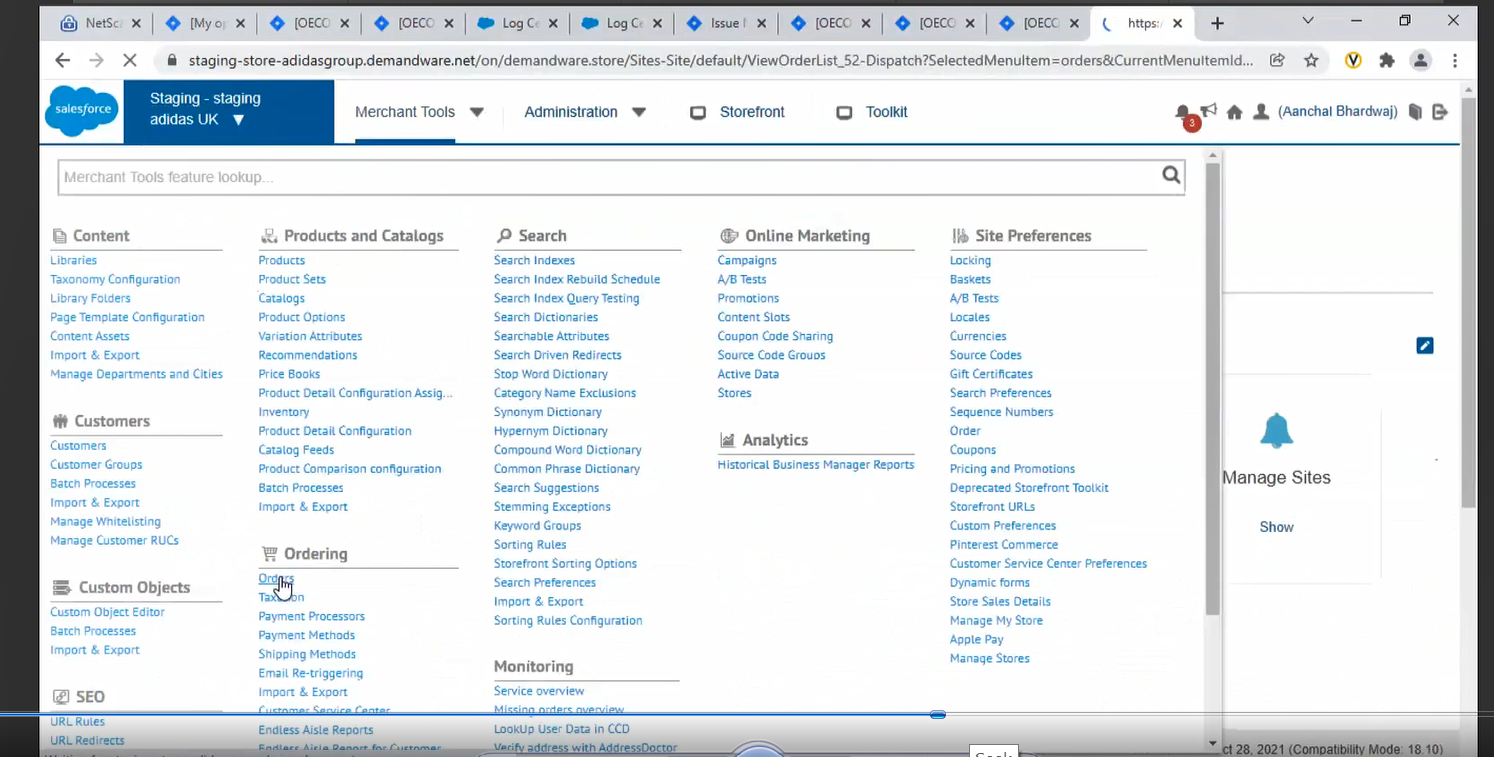 NetSc
[My op
[OECO
[OECO
Log Ce
Log Ce
Issue N
[OECO
[OECO
[OECC
https:/
staging-store-adidasgroup.demandware.net/on/demandware.store/Sites-Site/default/ViewOrderList_52-Dispatch?SelectedMenuItem=orders&CurrentMenuItemId...
salesforce
Staging - staging
adidas UK
Merchant Tools
Administration
Storefront
Toolkit
3
(Aanchal Bhardwaj)
Merchant Tools feature lookup...
Content
Libraries
Taxonomy Configuration
Library Folders
Page Template Configuration
Content Assets
Import & Export
Manage Departments and Cities
Customers
Customers
Customer Groups
Batch Processes
Import & Export
Manage Whitelisting
Manage Customer RUCs
Custom Objects
Custom Object Editor
Batch Processes
Import & Export
SEO
URL Rules
URL Redirects
Products and Catalogs
Products
Product Sets
Catalogs
Product Options
Variation Attributes
Recommendations
Price Books
Product Detail Configuration Assig...
Inventory
Product Detail Configuration
Catalog Feeds
Product Comparison configuration
Batch Processes
Import & Export
Ordering
Orders
Taxation
Payment Processors
Payment Methods
Shipping Methods
Email Re-triggering
Import & Export
Customer Service Center
Endless Aisle Reports
Endless Aisle Report for Customer
Search
Search Indexes
Search Index Rebuild Schedule
Search Index Query Testing
Search Dictionaries
Searchable Attributes
Search Driven Redirects
Stop Word Dictionary
Category Name Exclusions
Synonym Dictionary
Hypernym Dictionary
Compound Word Dictionary
Common Phrase Dictionary
Search Suggestions
Stemming Exceptions
Keyword Groups
Sorting Rules
Storefront Sorting Options
Search Preferences
Import & Export
Sorting Rules Configuration
Monitoring
Service overview
Missing orders overview
LookUp User Data in CCD
Verify address with AddressDoctor
Online Marketing
Campaigns
A/B Tests
Promotions
Content Slots
Coupon Code Sharing
Source Code Groups
Active Data
Stores
Analytics
Historical Business Manager Reports
Site Preferences
Locking
Baskets
A/B Tests
Locales
Currencies
Source Codes
Gift Certificates
Search Preferences
Sequence Numbers
Order
Coupons
Pricing and Promotions
Deprecated Storefront Toolkit
Storefront URLs
Custom Preferences
Pinterest Commerce
Customer Service Center Preferences
Dynamic forms
Store Sales Details
Manage My Store
Apple Pay
Manage Stores
Manage Sites
Show
ct 28, 2021 (Compatibility Mode: 18.10)
Seek